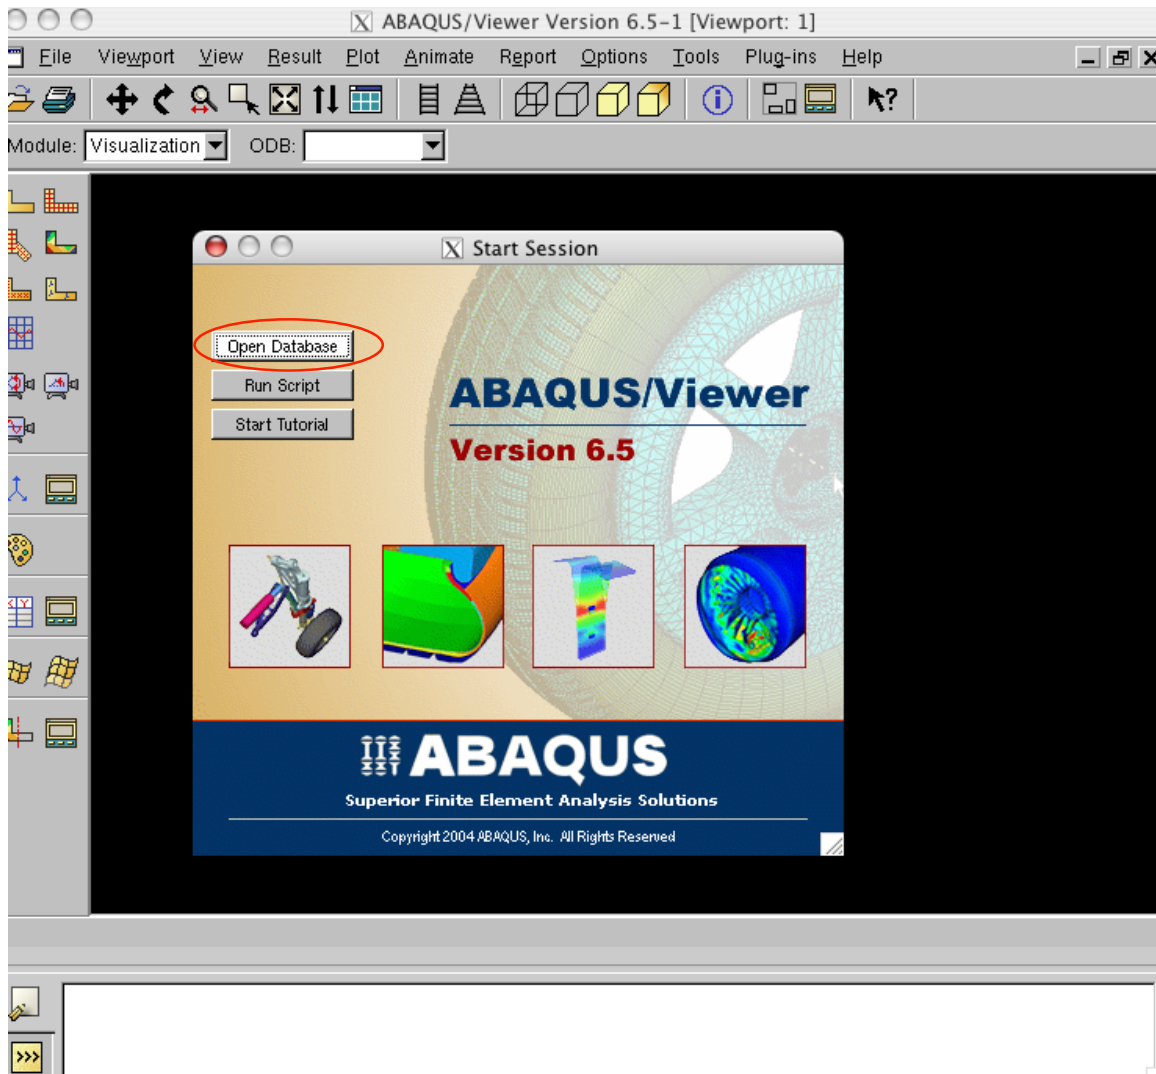 X ABAQUS/Viewer Version 6.5-1 [Viewport: 1]
File Viewport View Result Plot Animate Report Options Tools Plug-ins Help
Module: Visualization ODB:
X Start Session
Open Database
Run Script
Start Tutorial
ABAQUS/Viewer
Version 6.5
ABAQUS
Superior Finite Element Analysis Solutions
Copyright 2004 ABAQUS, Inc. All Rights Reserved
X Y
>>>